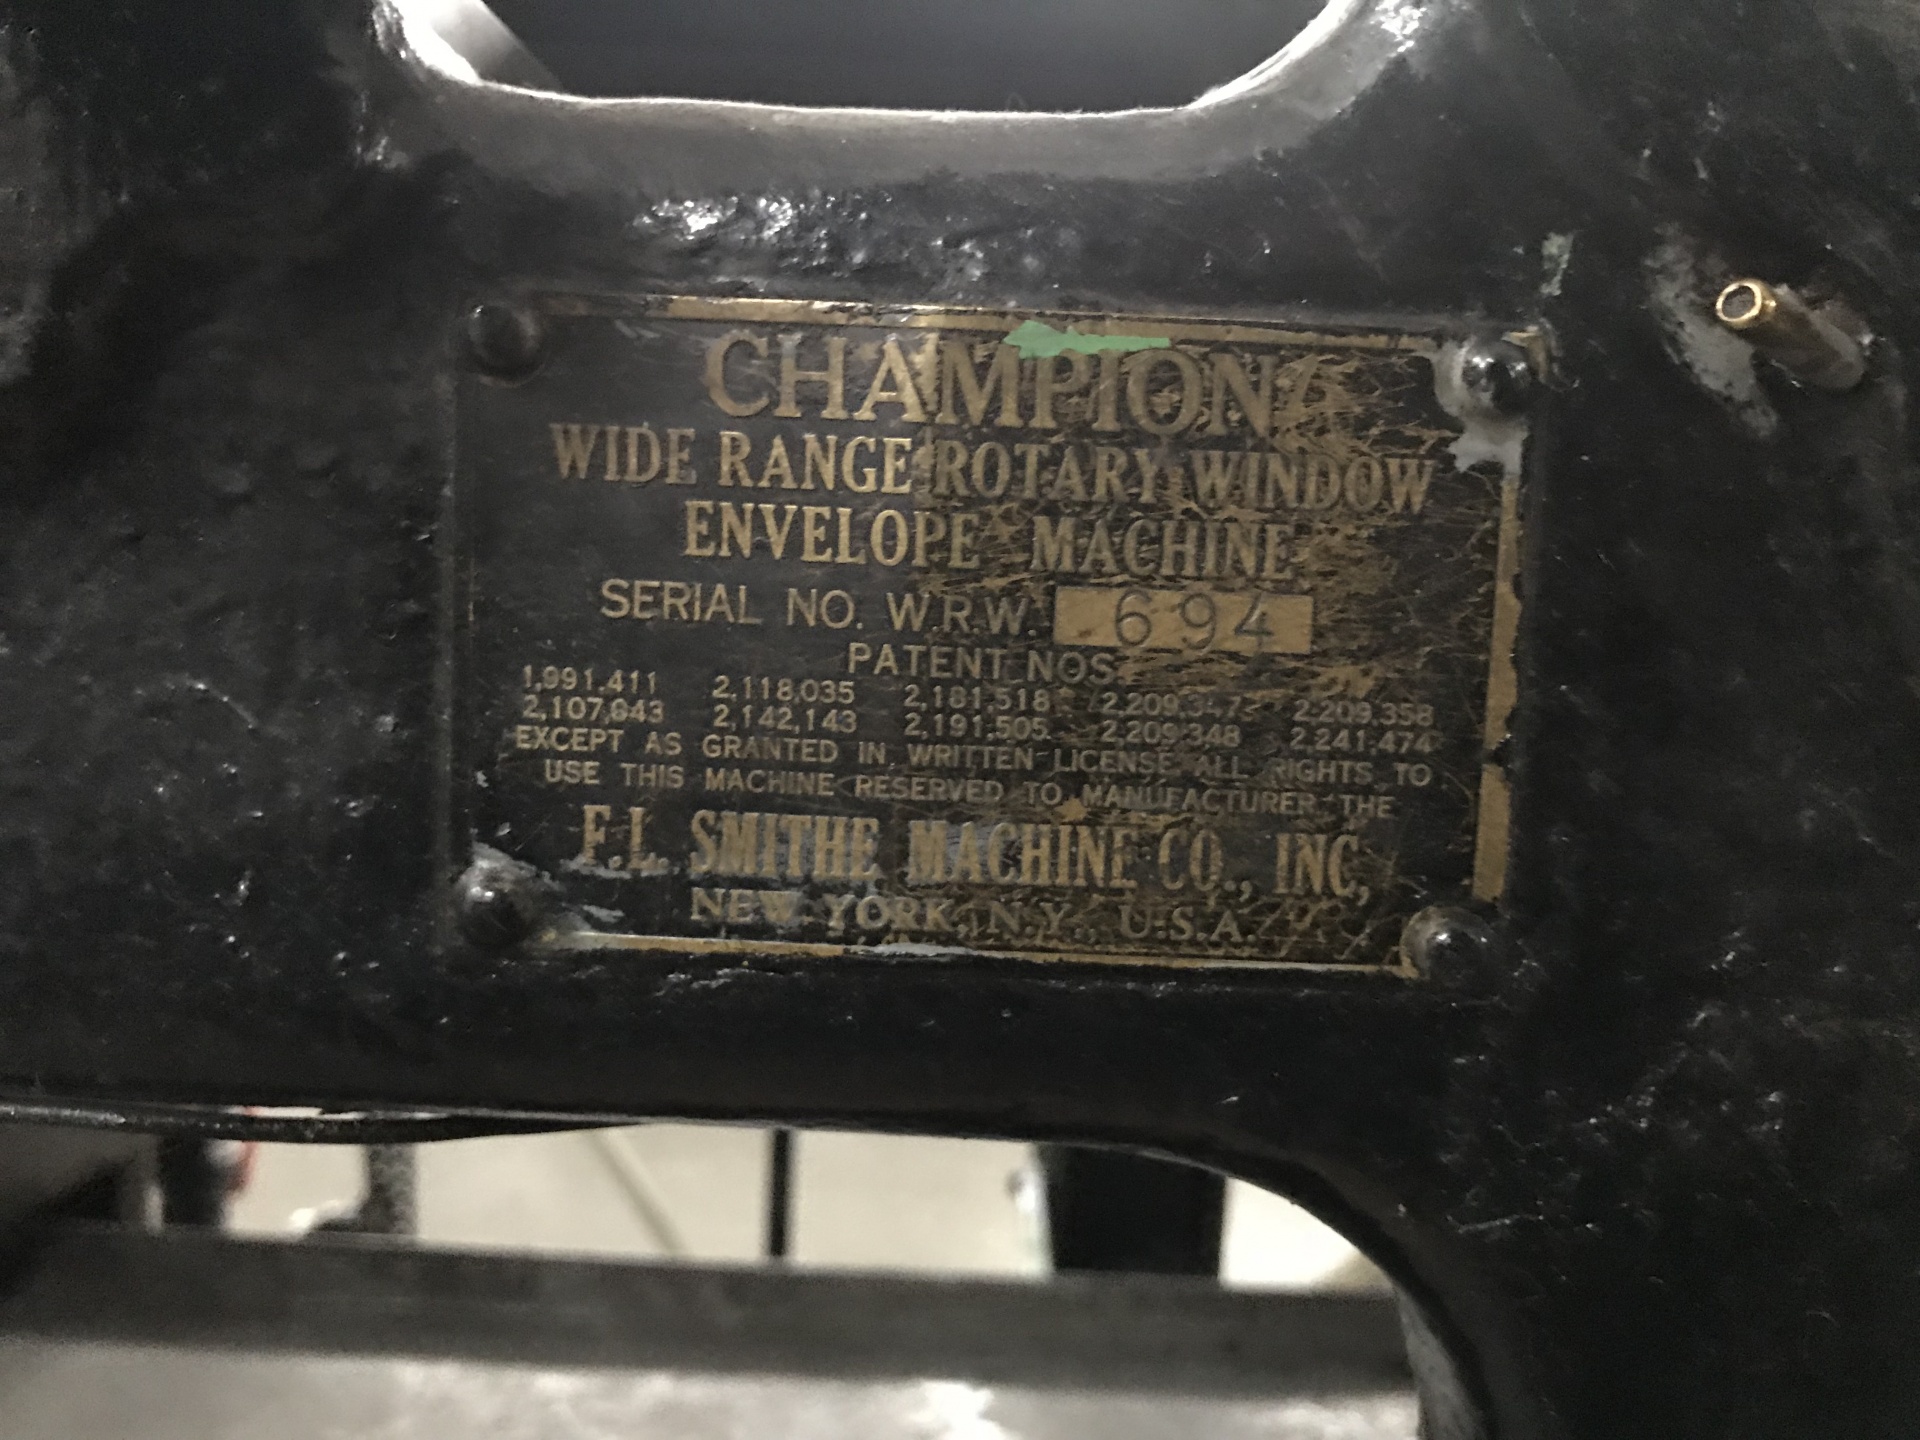 CHAMPION
WIDE RANGE ROTARY WINDOW
ENVELOPE MACHINE
SERIAL NO. W.R.W. 694
PATENT NOS.
1,991,411 2,118,035 2,181,518 2,209,347 2,209,358
2,107,843 2,142,143 2,191,505 2,209,348 2,241,474
EXCEPT AS GRANTED IN WRITTEN LICENSE ALL RIGHTS TO
USE THIS MACHINE RESERVED TO MANUFACTURER THE
F.L. SMITHE MACHINE CO., INC,
NEW YORK, N.Y., U.S.A.